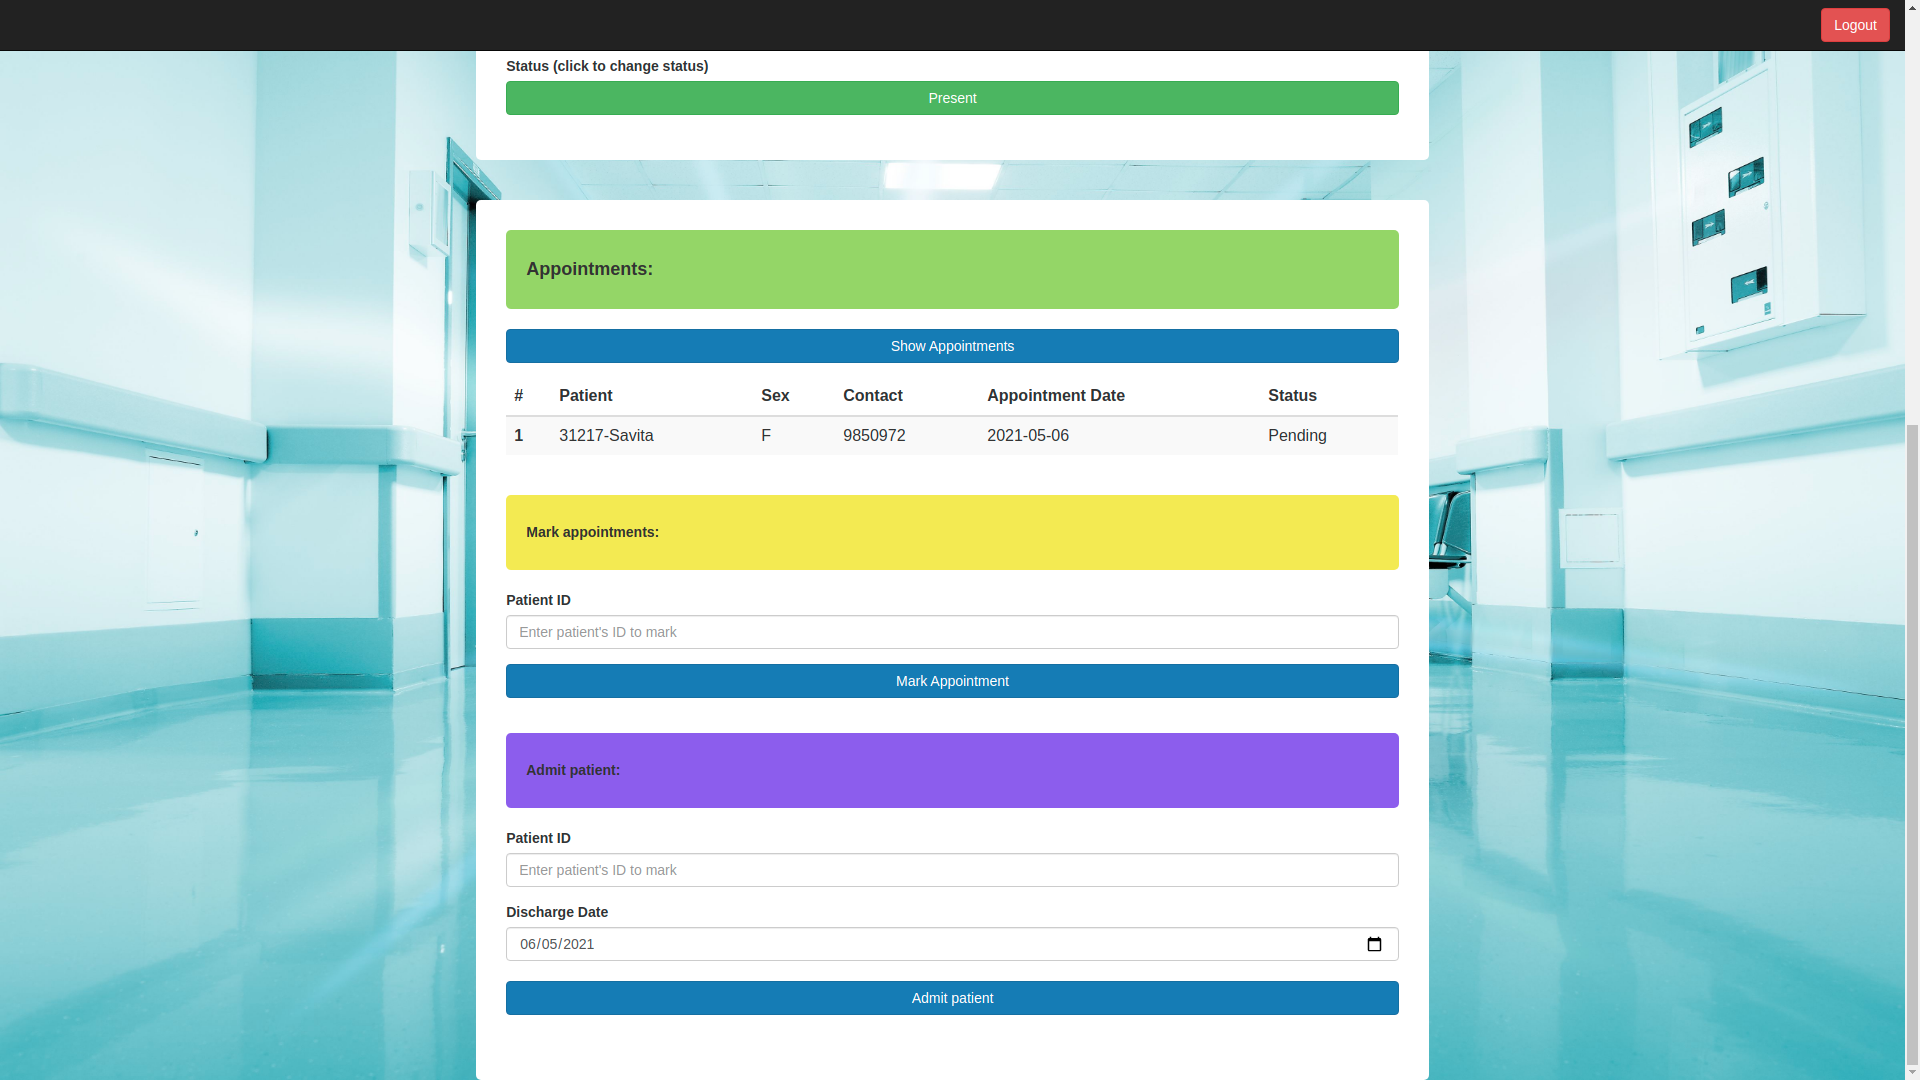 Logout
Status (click to change status)
Present
Appointments:
Show Appointments
# Patient Sex Contact Appointment Date Status
1 31217-Savita F 9850972 2021-05-06 Pending
Mark appointments:
Patient ID
Enter patient's ID to mark
Mark Appointment
Admit patient:
Patient ID
Enter patient's ID to mark
Discharge Date
06/05/2021
Admit patient